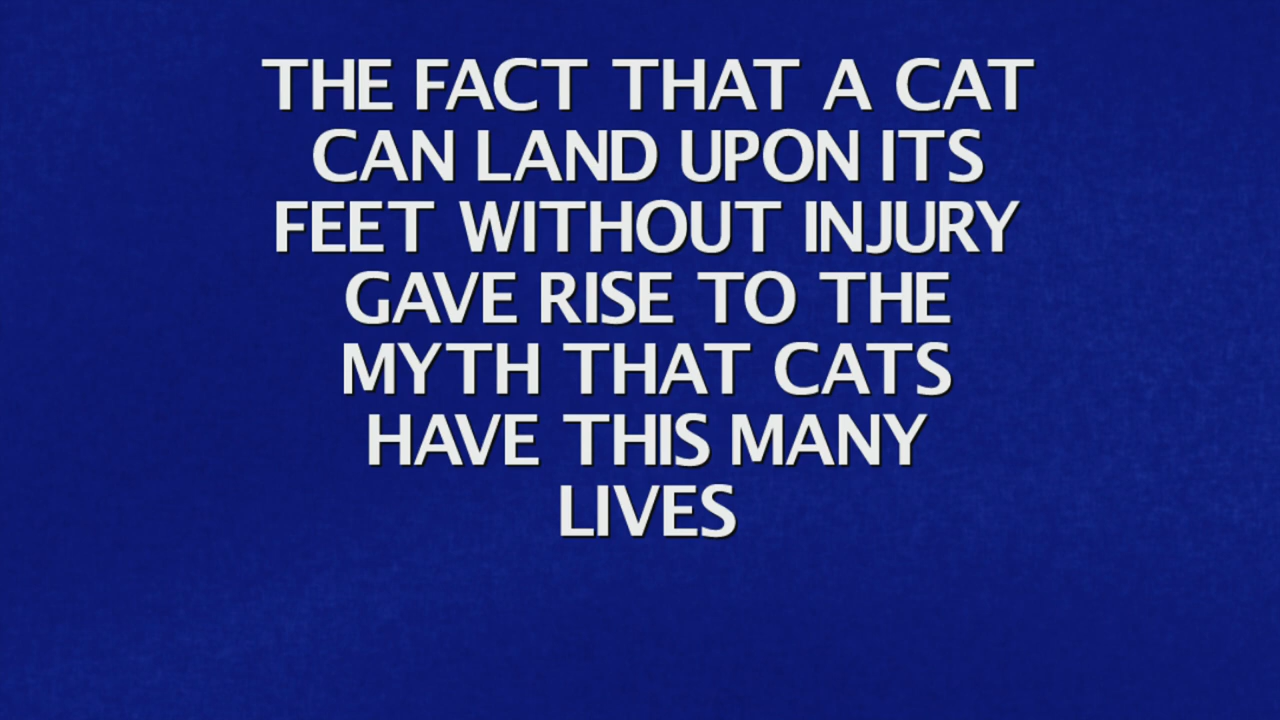 THE FACT THAT A CAT
CAN LAND UPON ITS
FEET WITHOUT INJURY
GAVE RISE TO THE
MYTH THAT CATS
HAVE THIS MANY
LIVES